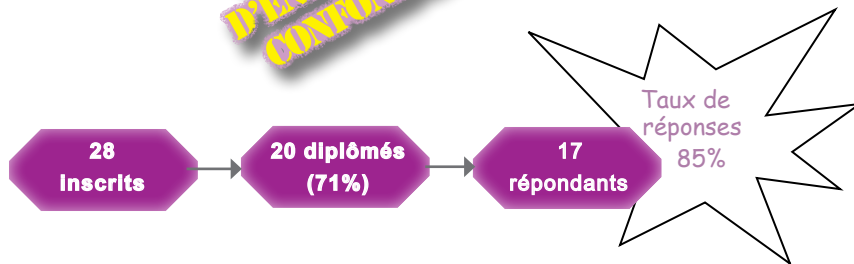 28
inscrits
20 diplômés
(71%)
17
répondants
Taux de
réponses
85%